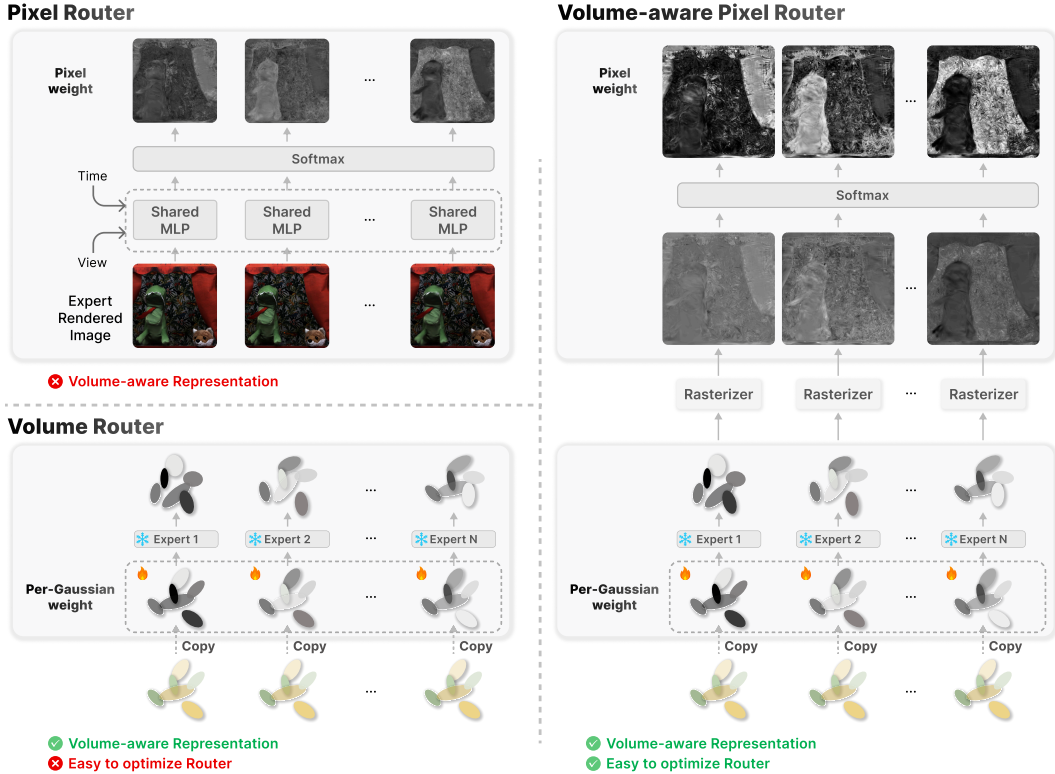 Pixel Router
Pixel
weight
...
Softmax
Time
Shared
MLP
Shared
MLP
...
Shared
MLP
View
Expert
Rendered
Image
...
Volume-aware Representation
Volume Router
...
Expert 1
Expert 2
...
Expert N
Per-Gaussian
weight
...
Copy
Copy
Copy
...
Volume-aware Representation
Easy to optimize Router
Volume-aware Pixel Router
Pixel
weight
...
Softmax
...
Rasterizer
Rasterizer
...
Rasterizer
...
Expert 1
Expert 2
...
Expert N
Per-Gaussian
weight
...
Copy
Copy
Copy
...
Volume-aware Representation
Easy to optimize Router